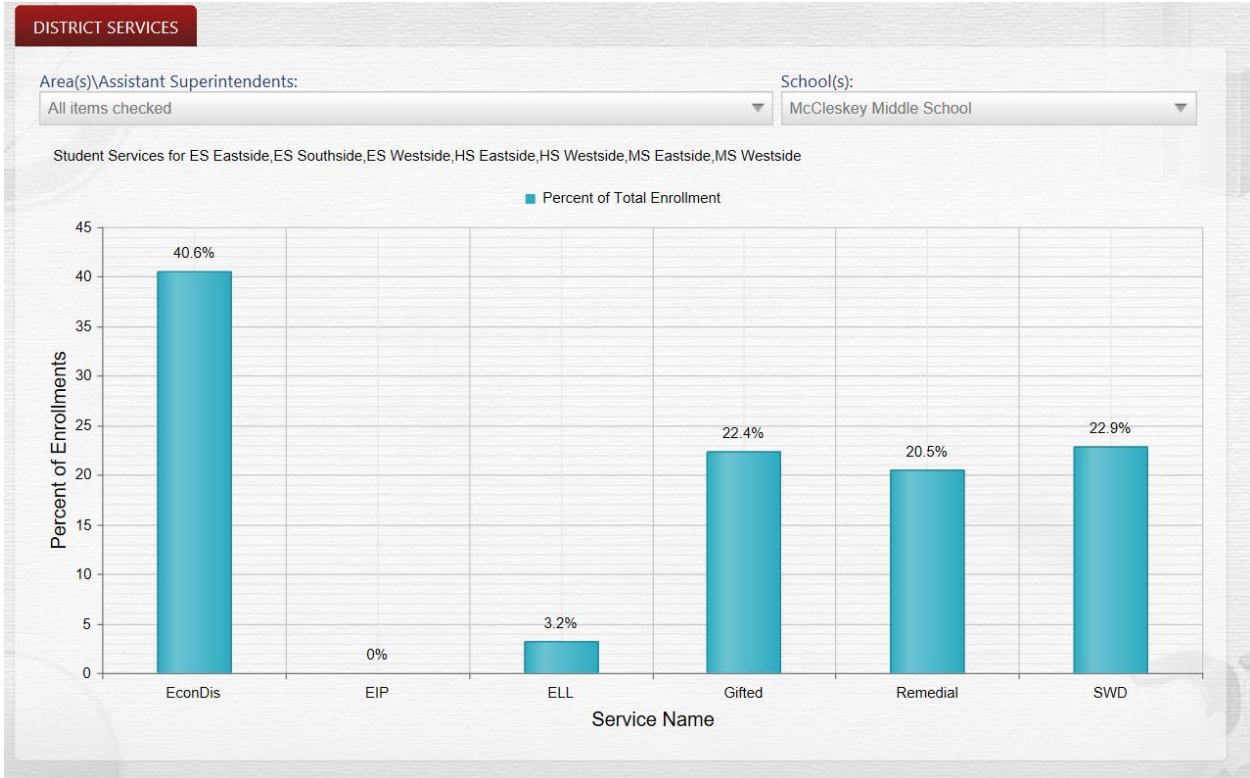 DISTRICT SERVICES
Area(s)\Assistant Superintendents:
School(s):
All items checked
McCleskey Middle School
Student Services for ES Eastside,ES Southside,ES Westside,HS Eastside,HS Westside,MS Eastside,MS Westside
Percent of Total Enrollment
Percent of Enrollments
45
40
35
30
25
20
15
10
5
0
40.6%
0%
3.2%
22.4%
20.5%
22.9%
EconDis
EIP
ELL
Gifted
Remedial
SWD
Service Name